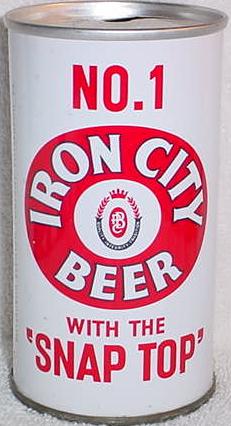 NO.1
IRON CITY
BEER
WITH THE
"SNAP TOP"